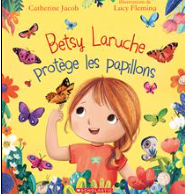 Catherine Jacob
Illustrations de
Lucy Fleming
Betsy Laruche
protège les papillons
SCHOLASTIC